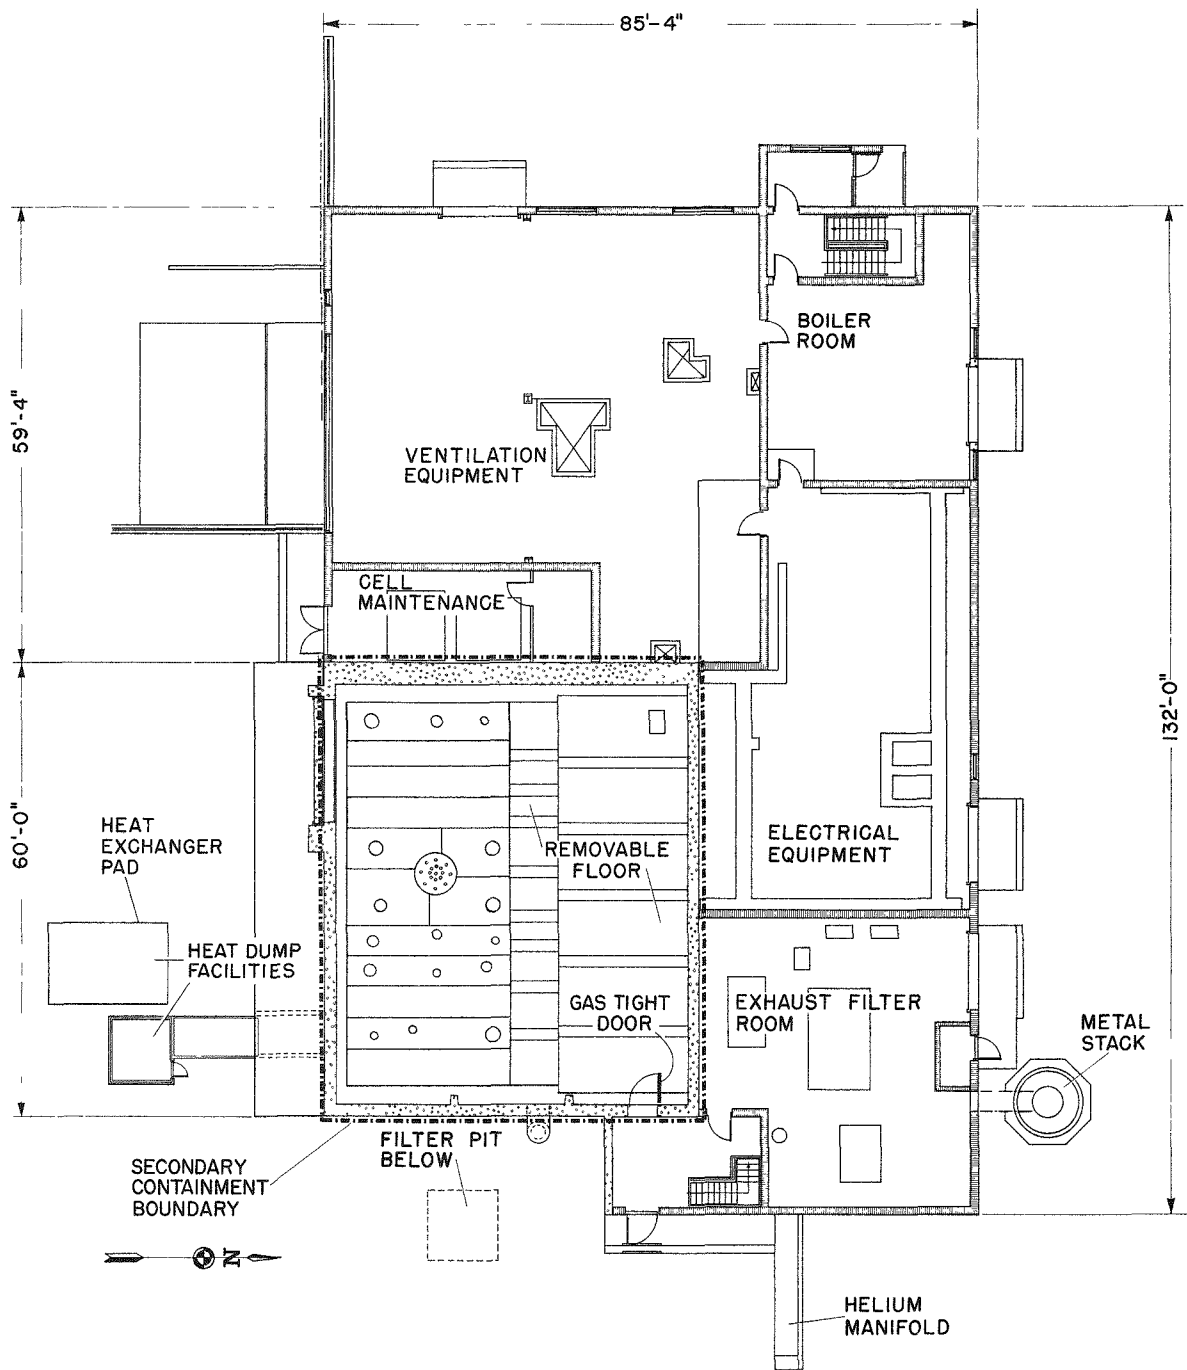 85'-4"
59'-4"
BOILER
ROOM
VENTILATION
EQUIPMENT
CELL
MAINTENANCE
132'-0"
60'-0"
HEAT
EXCHANGER
PAD
REMOVABLE
FLOOR
ELECTRICAL
EQUIPMENT
HEAT DUMP
FACILITIES
GAS TIGHT
DOOR
EXHAUST FILTER
ROOM
METAL
STACK
FILTER PIT
BELOW
SECONDARY
CONTAINMENT
BOUNDARY
N
HELIUM
MANIFOLD